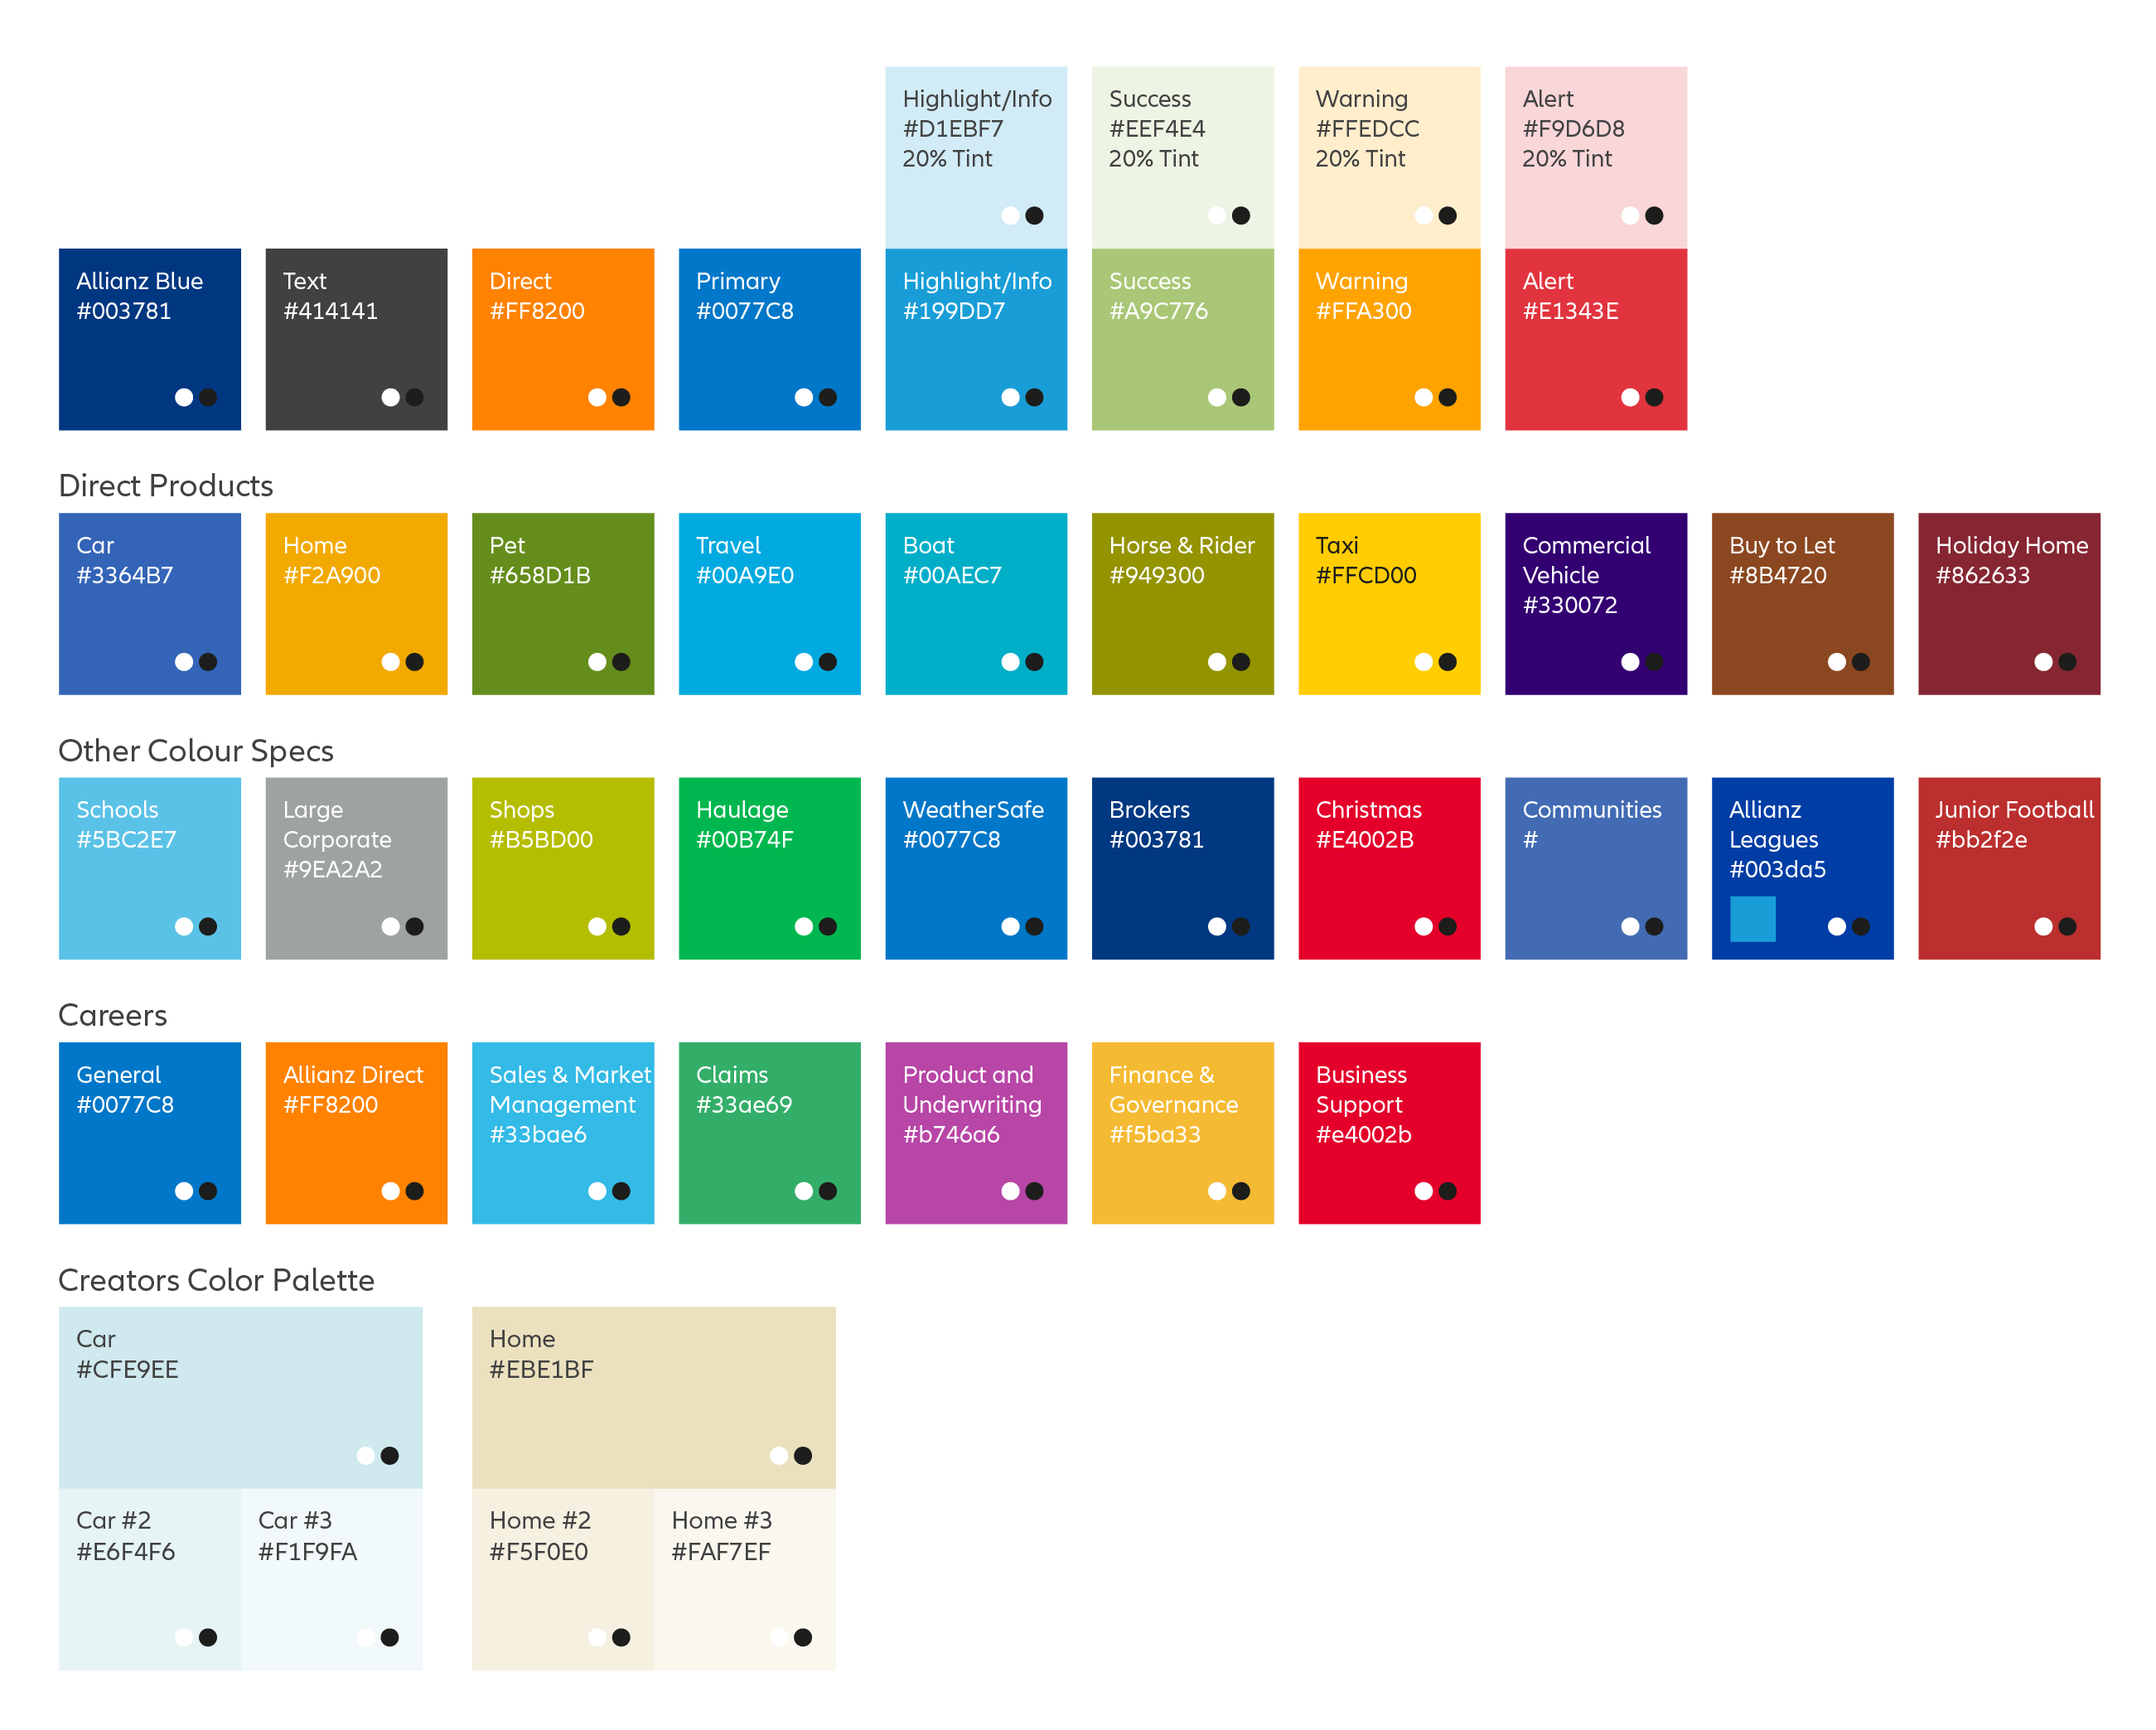 Highlight/Info
#D1EBF7
20% Tint
Success
#EEF4E4
20% Tint
Warning
#FFEDCC
20% Tint
Alert
#F9D6D8
20% Tint
Allianz Blue
#003781
Text
#414141
Direct
#FF8200
Primary
#0077C8
Highlight/Info
#199DD7
Success
#A9C776
Warning
#FFA300
Alert
#E1343E
Direct Products
Car
#3364B7
Home
#F2A900
Pet
#658D1B
Travel
#00A9E0
Boat
#00AEC7
Horse & Rider
#949300
Taxi
#FFCD00
Commercial
Vehicle
#330072
Buy to Let
#8B4720
Holiday Home
#862633
Other Colour Specs
Schools
#5BC2E7
Large
Corporate
#9EA2A2
Shops
#B5BD00
Haulage
#00B74F
WeatherSafe
#0077C8
Brokers
#003781
Christmas
#E4002B
Communities
#
Allianz
Leagues
#003da5
Junior Football
#bb2f2e
Careers
General
#0077C8
Allianz Direct
#FF8200
Sales & Market
Management
#33bae6
Claims
#33ae69
Product and
Underwriting
#b746a6
Finance &
Governance
#f5ba33
Business
Support
#e4002b
Creators Color Palette
Car
#CFE9EE
Home
#EBE1BF
Car #2
#E6F4F6
Car #3
#F1F9FA
Home #2
#F5F0E0
Home #3
#FAF7EF